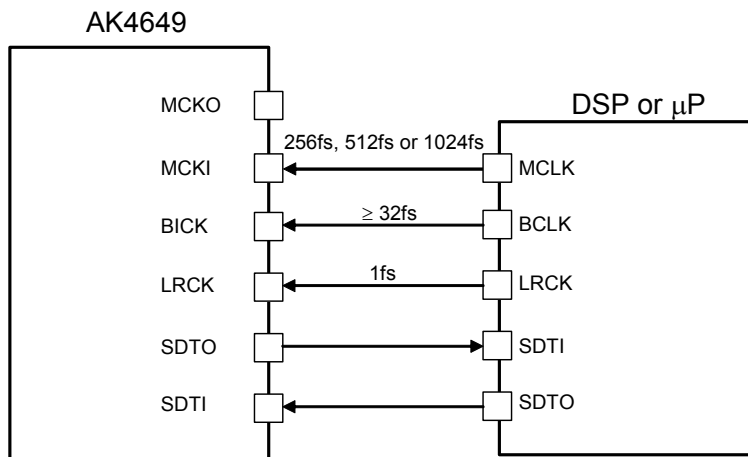 AK4649
DSP or μP
MCKO
256fs, 512fs or 1024fs
MCKI
MCLK
≥ 32fs
BICK
BCLK
1fs
LRCK
LRCK
SDTO
SDTI
SDTI
SDTO